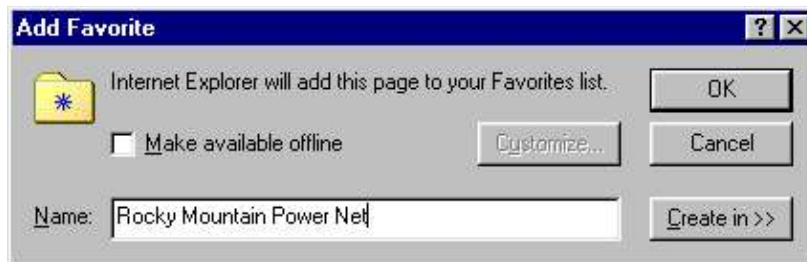 Add Favorite
Internet Explorer will add this page to your Favorites list.
OK
Make available offline
Customize...
Cancel
Name: Rocky Mountain Power Net
Create in >>